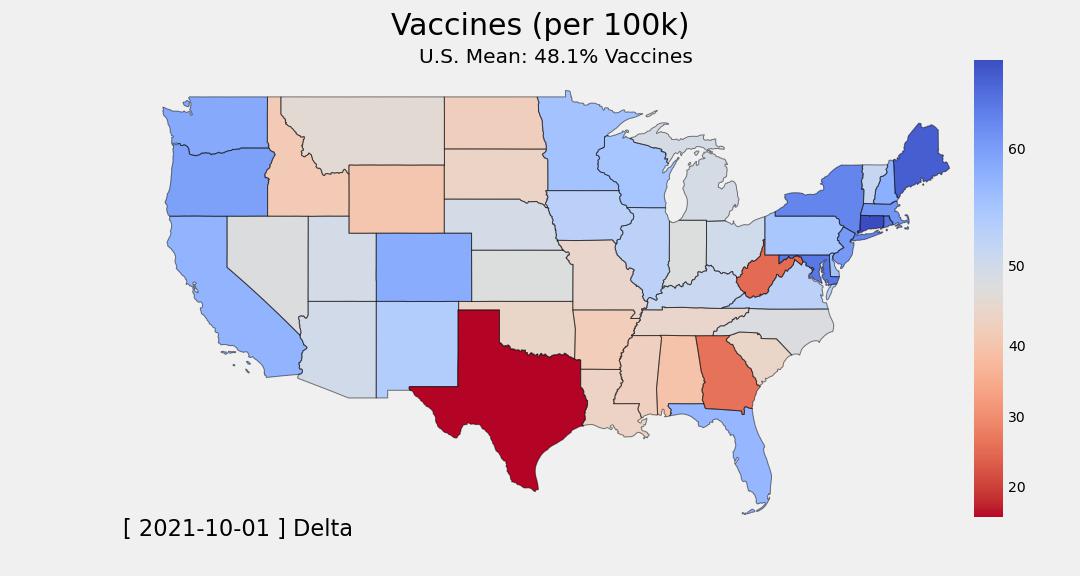 Vaccines (per 100k)
U.S. Mean: 48.1% Vaccines
60
50
40
30
20
[ 2021-10-01 ] Delta